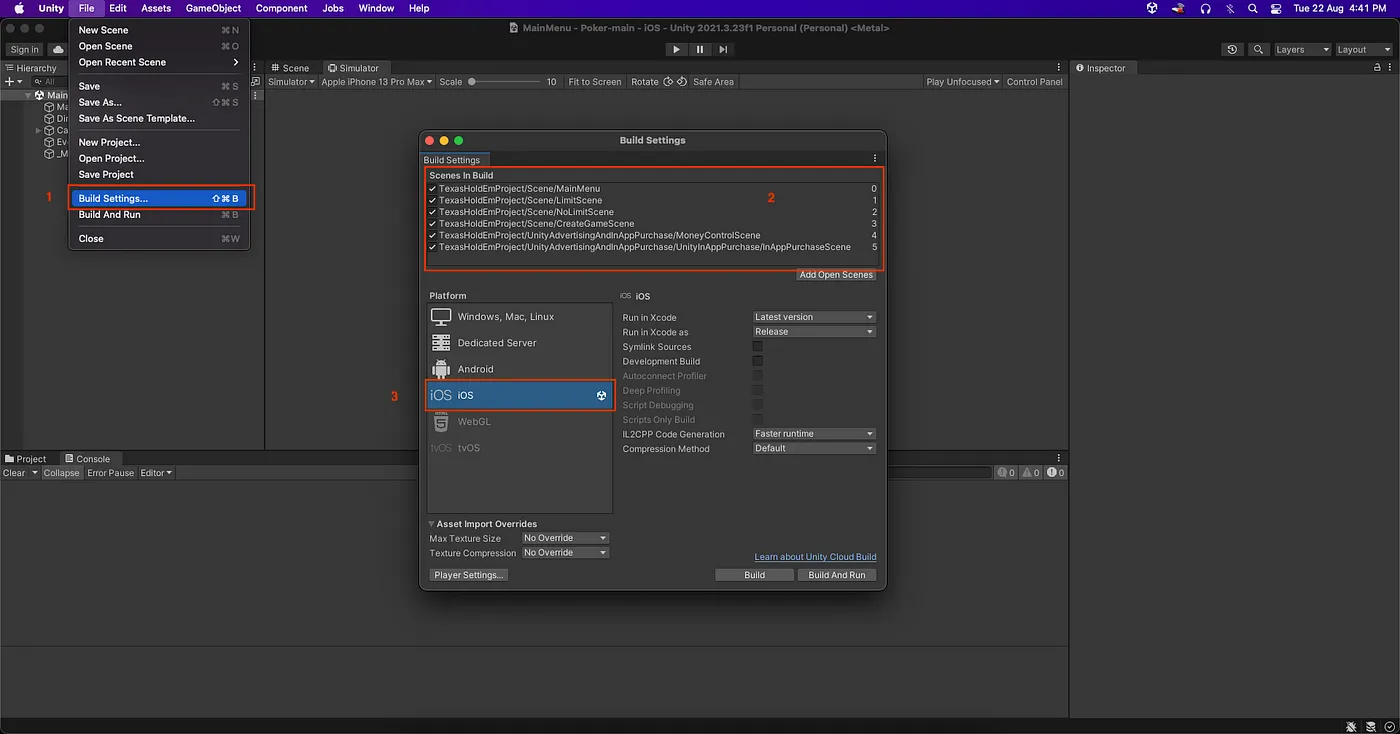 Unity File Edit Assets GameObject Component Jobs Window Help Tue 22 Aug 4:41 PM
MainMenu - Poker-main - iOS - Unity 2021.3.23f1 Personal (Personal) <Metal>
Sign in
Layers
Layout
Hierarchy
All
Main
Ma
Dir
Ca
Ev
_M
New Scene ⌘N
Open Scene ⌘O
Open Recent Scene
Save ⌘S
Save As... ⇧⌘S
Save As Scene Template...
New Project...
Open Project...
Save Project
1
Build Settings... ⇧⌘B
Build And Run ⌘B
Close ⌘W
Scene Simulator
Simulator Apple iPhone 13 Pro Max Scale 10 Fit to Screen Rotate Safe Area Play Unfocused Control Panel
Inspector
Build Settings
Build Settings
Scenes In Build
2
TexasHoldEmProject/Scene/MainMenu 0
TexasHoldEmProject/Scene/LimitScene 1
TexasHoldEmProject/Scene/NoLimitScene 2
TexasHoldEmProject/Scene/CreateGameScene 3
TexasHoldEmProject/UnityAdvertisingAndInAppPurchase/MoneyControlScene 4
TexasHoldEmProject/UnityAdvertisingAndInAppPurchase/UnityInAppPurchase/InAppPurchaseScene 5
Add Open Scenes
Platform
Windows, Mac, Linux
Dedicated Server
Android
3
iOS iOS
HTML
5 WebGL
tvOS tvOS
iOS iOS
Run in Xcode Latest version
Run in Xcode as Release
Symlink Sources
Development Build
Autoconnect Profiler
Deep Profiling
Script Debugging
Scripts Only Build
IL2CPP Code Generation Faster runtime
Compression Method Default
Asset Import Overrides
Max Texture Size No Override
Texture Compression No Override
Learn about Unity Cloud Build
Player Settings... Build Build And Run
Project Console
Clear Collapse Error Pause Editor 0 0 0